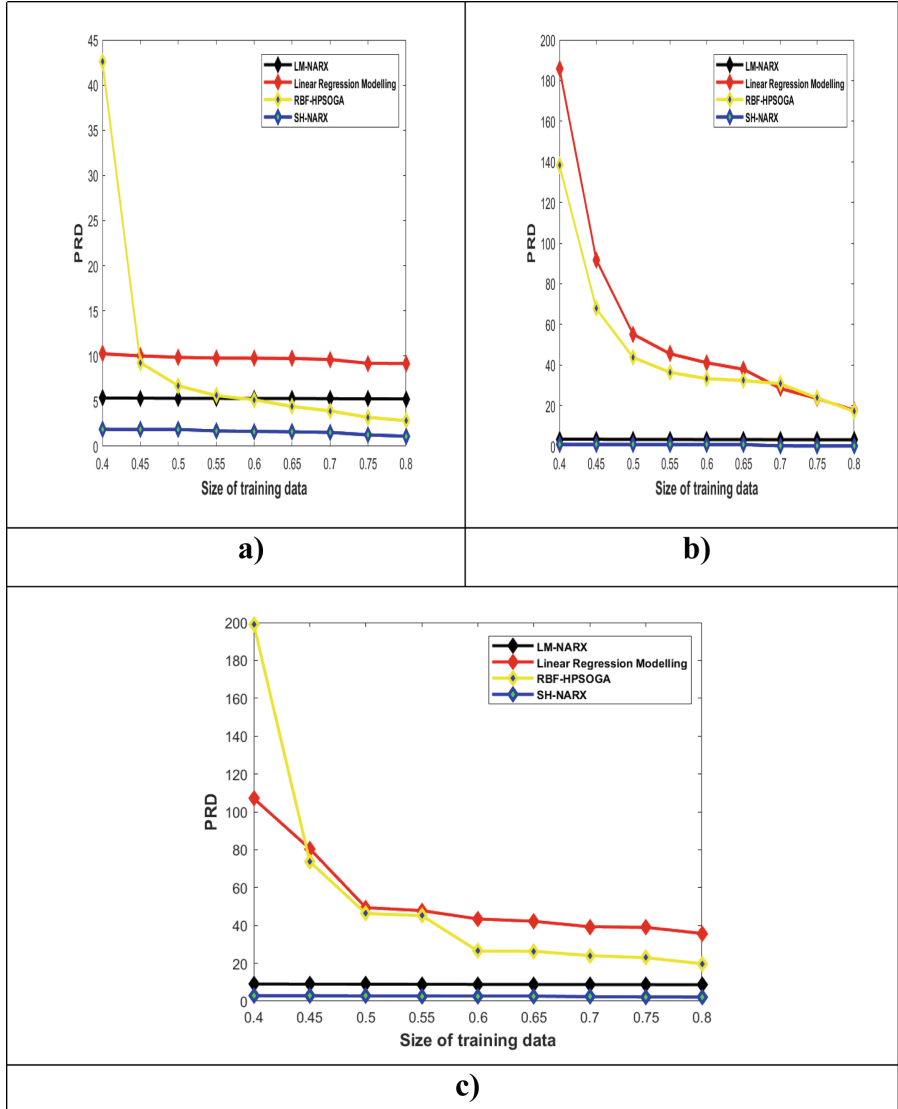 45
40
35
30
25
20
15
10
5
0
PRD
LM-NARX
Linear Regression Modelling
RBF-HPSOGA
SH-NARX
0.4 0.45 0.5 0.55 0.6 0.65 0.7 0.75 0.8
Size of training data
a)
200
180
160
140
120
100
80
60
40
20
0
PRD
LM-NARX
Linear Regression Modelling
RBF-HPSOGA
SH-NARX
0.4 0.45 0.5 0.55 0.6 0.65 0.7 0.75 0.8
Size of training data
b)
200
180
160
140
120
100
80
60
40
20
0
PRD
LM-NARX
Linear Regression Modelling
RBF-HPSOGA
SH-NARX
0.4 0.45 0.5 0.55 0.6 0.65 0.7 0.75 0.8
Size of training data
c)